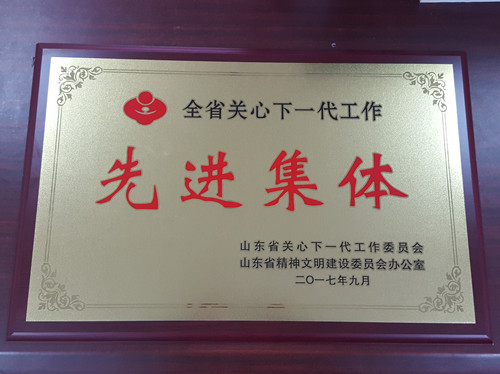 全省关心下一代工作
先进集体
山东省关心下一代工作委员会
山东省精神文明建设委员会办公室
二〇一七年九月